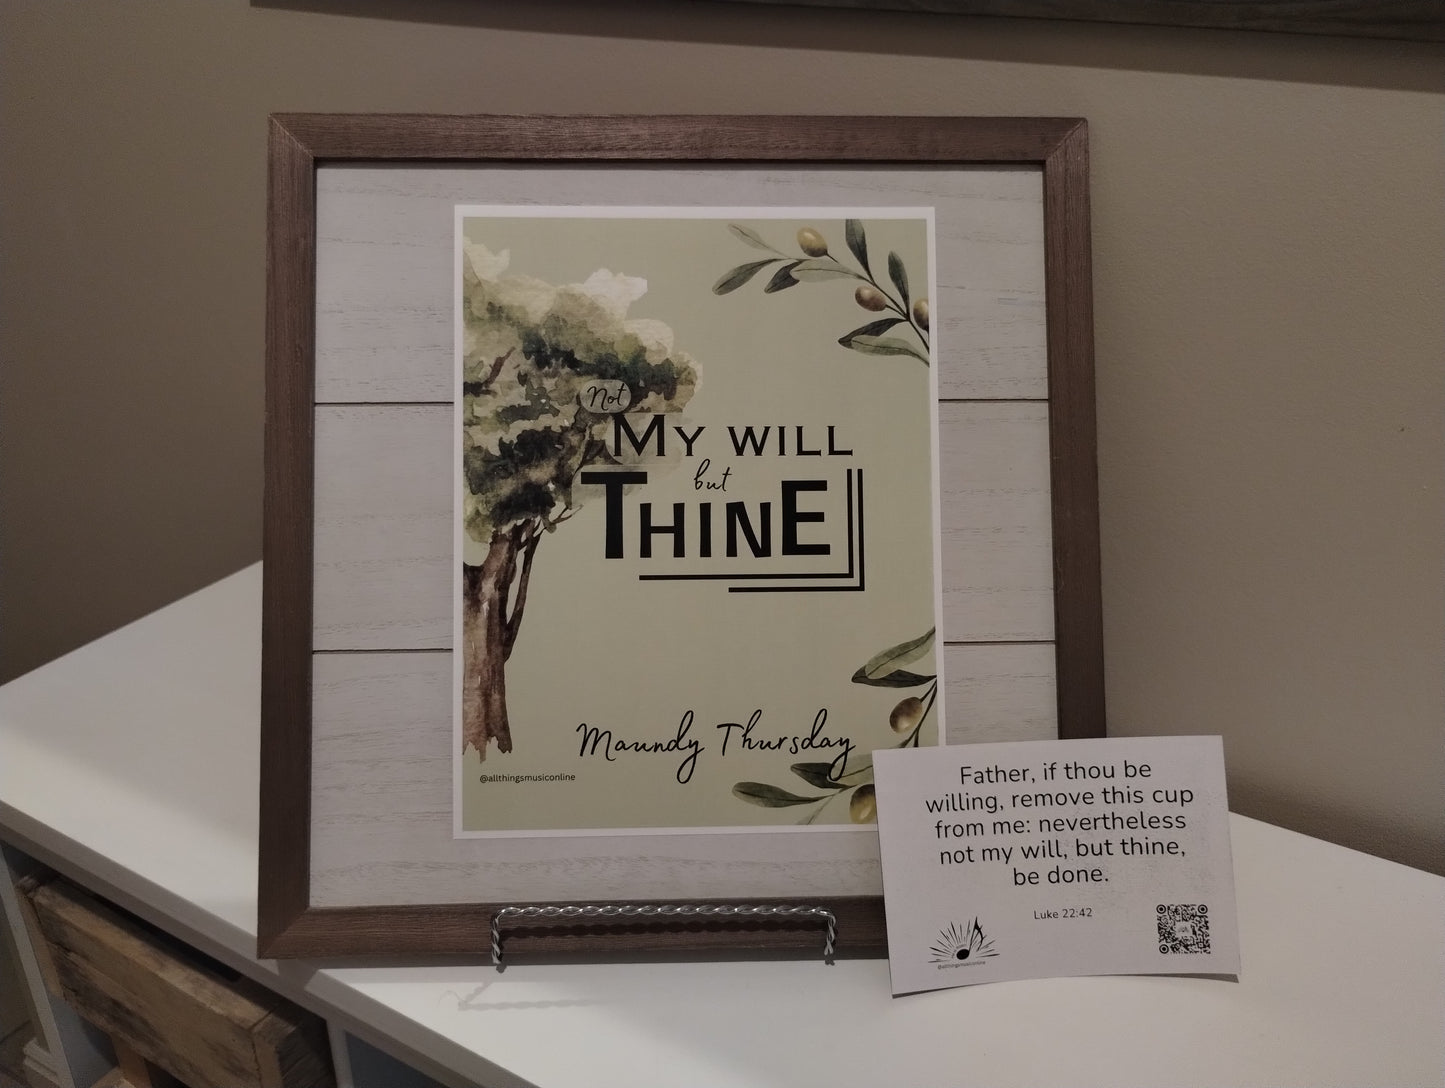 Not
My will
but
Thine
Maundy Thursday
@allthingsmusiconline
Father, if thou be
willing, remove this cup
from me: nevertheless
not my will, but thine,
be done.
Luke 22:42
@allthingsmusiconline